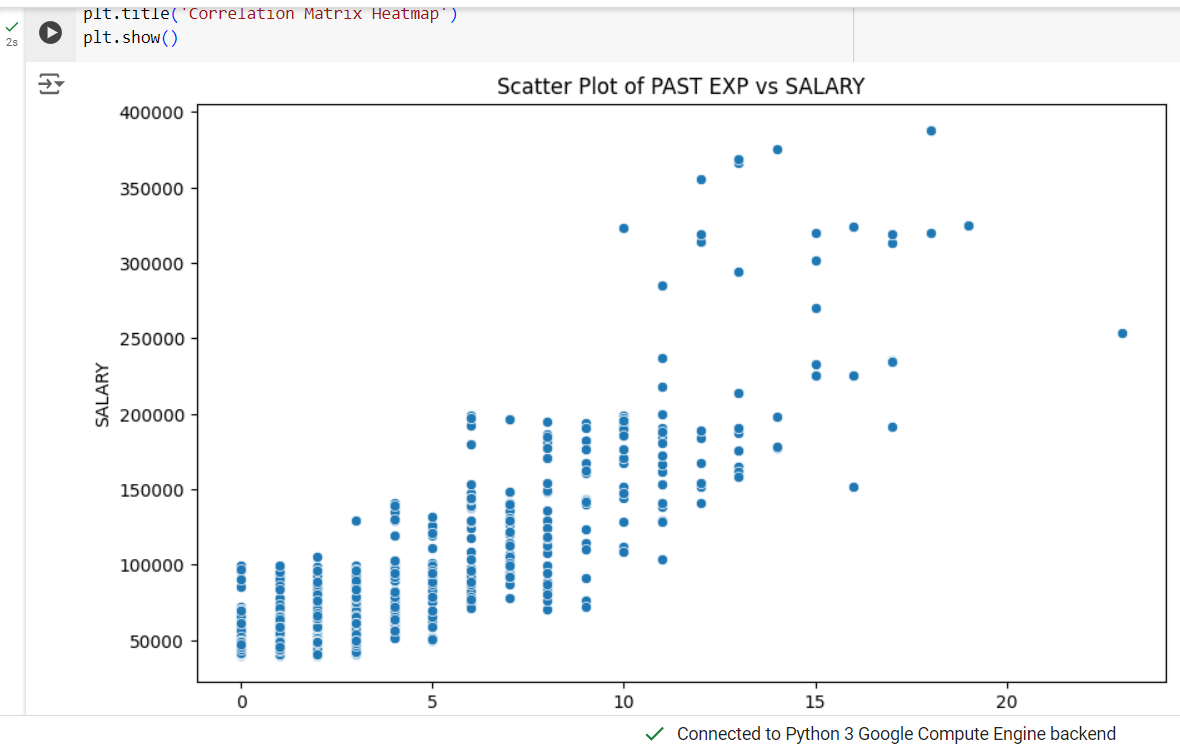 plt.title('Correlation Matrix Heatmap')
2s
plt.show()
Scatter Plot of PAST EXP vs SALARY
400000
350000
300000
250000
200000
150000
100000
50000
SALARY
0 5 10 15 20
Connected to Python 3 Google Compute Engine backend